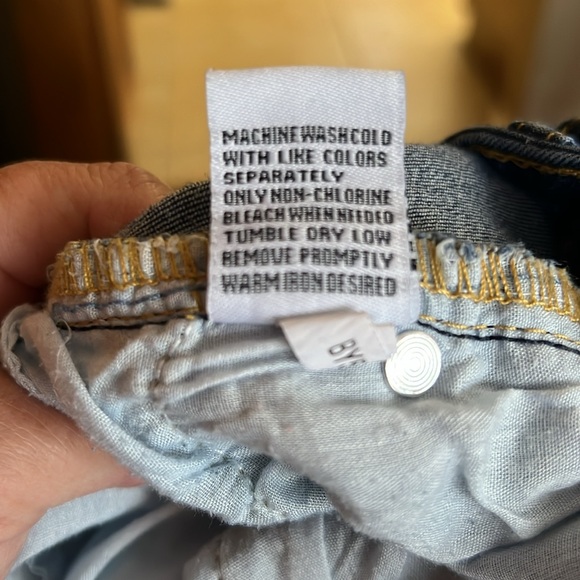 MACHINE WASH COLD
WITH LIKE COLORS
SEPARATELY
ONLY NON-CHLORINE
BLEACH WHEN NEEDED
TUMBLE DRY LOW
REMOVE PROMPTLY
WARM IRON DESIRED